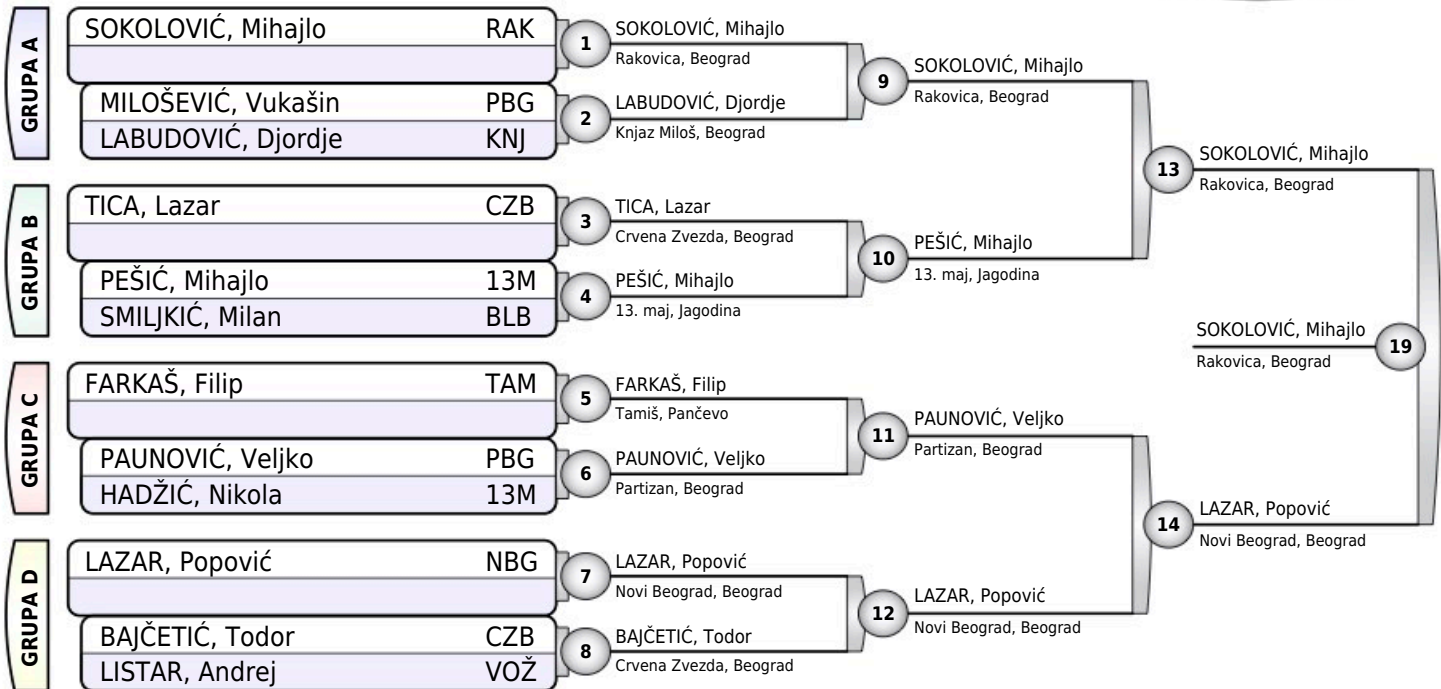 GRUPA A
SOKOLOVIĆ, Mihajlo RAK
MILOŠEVIĆ, Vukašin PBG
LABUDOVIĆ, Djordje KNJ
GRUPA B
TICA, Lazar CZB
PEŠIĆ, Mihajlo 13M
SMILJKIĆ, Milan BLB
GRUPA C
FARKAŠ, Filip TAM
PAUNOVIĆ, Veljko PBG
HADŽIĆ, Nikola 13M
GRUPA D
LAZAR, Popović NBG
BAJČETIĆ, Todor CZB
LISTAR, Andrej VOŽ
1 SOKOLOVIĆ, Mihajlo
Rakovica, Beograd
2 LABUDOVIĆ, Djordje
Knjaz Miloš, Beograd
3 TICA, Lazar
Crvena Zvezda, Beograd
4 PEŠIĆ, Mihajlo
13. maj, Jagodina
5 FARKAŠ, Filip
Tamiš, Pančevo
6 PAUNOVIĆ, Veljko
Partizan, Beograd
7 LAZAR, Popović
Novi Beograd, Beograd
8 BAJČETIĆ, Todor
Crvena Zvezda, Beograd
9 SOKOLOVIĆ, Mihajlo
Rakovica, Beograd
10 PEŠIĆ, Mihajlo
13. maj, Jagodina
11 PAUNOVIĆ, Veljko
Partizan, Beograd
12 LAZAR, Popović
Novi Beograd, Beograd
13 SOKOLOVIĆ, Mihajlo
Rakovica, Beograd
14 LAZAR, Popović
Novi Beograd, Beograd
SOKOLOVIĆ, Mihajlo 19
Rakovica, Beograd